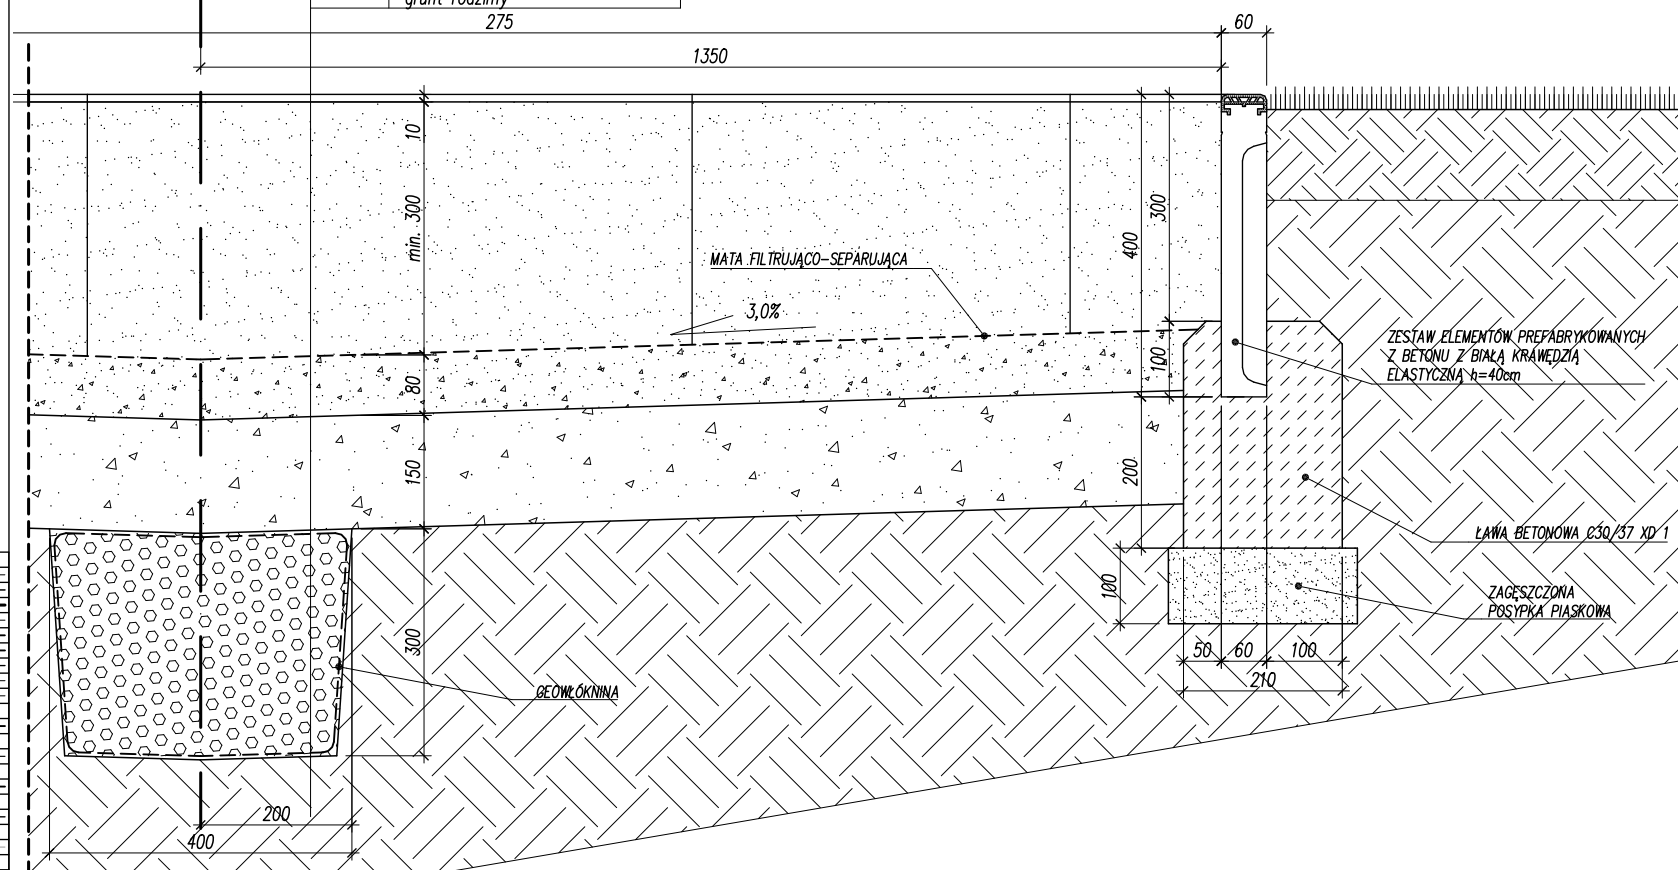 grunt rodzimy
275
60
1350
10
min. 300
300
400
MATA FILTRUJĄCO-SEPARUJĄCA
3,0%
ZESTAW ELEMENTÓW PREFABRYKOWANYCH
Z BETONU Z BIAŁĄ KRAWĘDZIĄ
ELASTYCZNĄ h=40cm
100
80
150
200
ŁAWA BETONOWA C30/37 XD 1
100
ZAGĘSZCZONA
POSYPKA PIASKOWA
300
50
60
100
210
GEOWŁÓKNINA
200
400